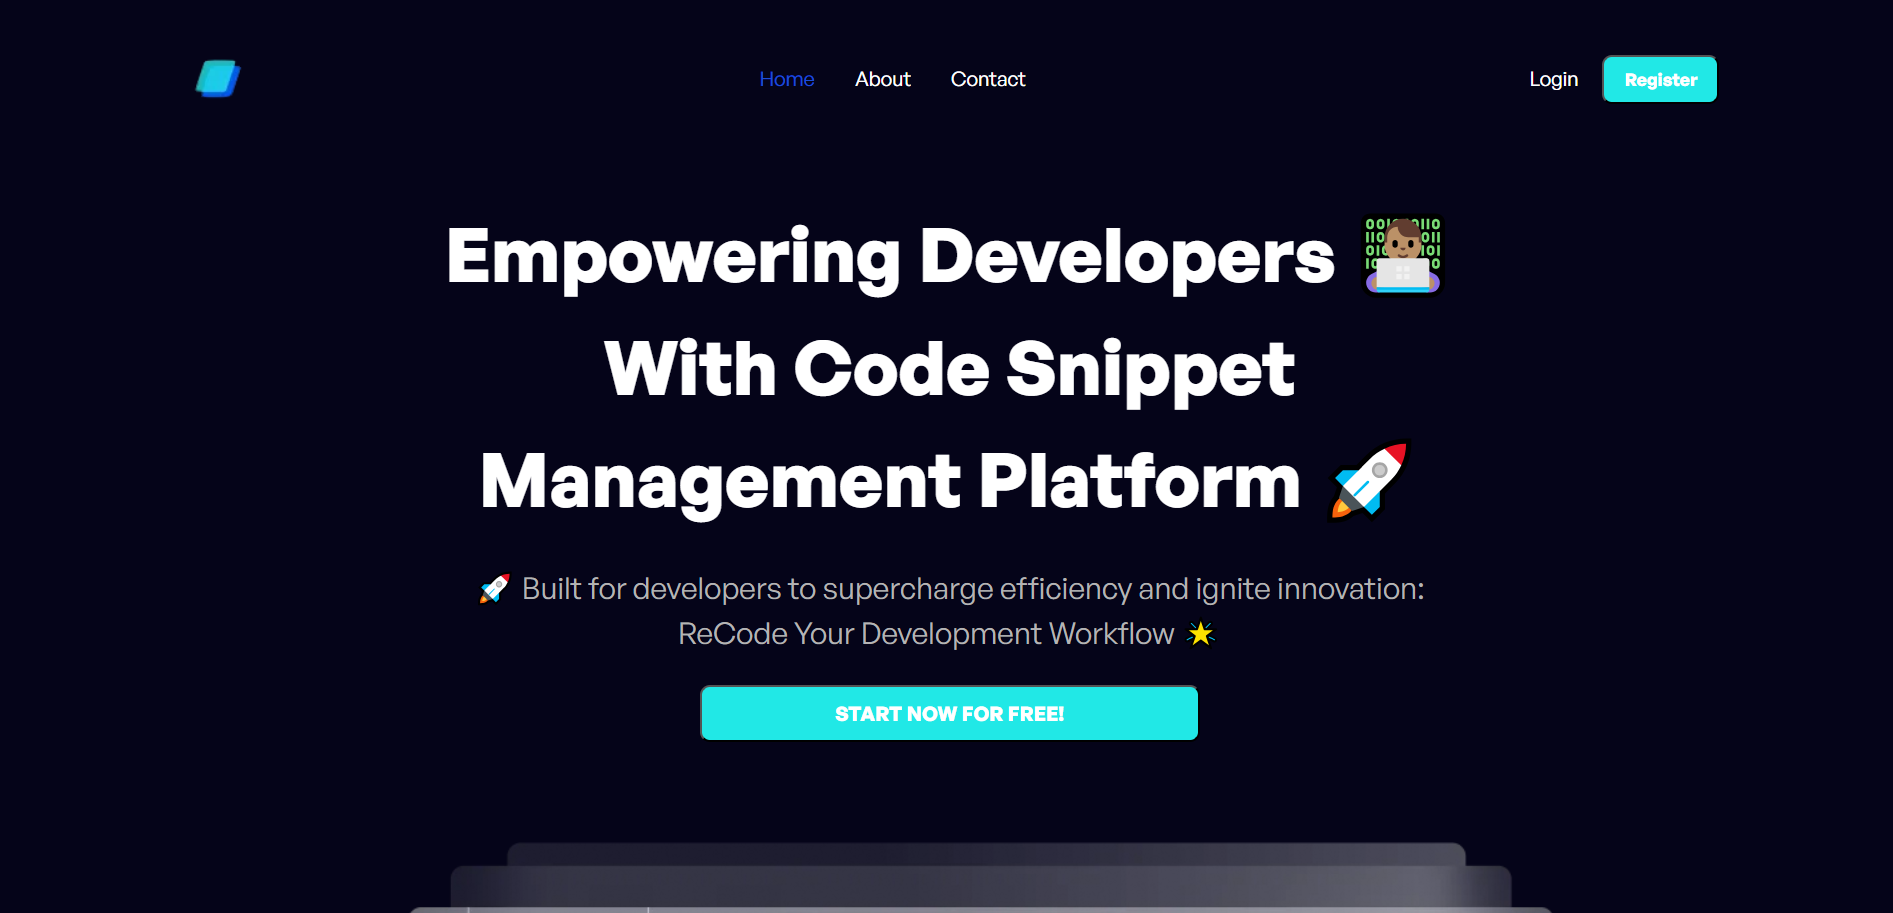 Home About Contact Login Register
Empowering Developers 👨🏽‍💻
With Code Snippet
Management Platform 🚀
🚀 Built for developers to supercharge efficiency and ignite innovation:
ReCode Your Development Workflow 🌟
START NOW FOR FREE!